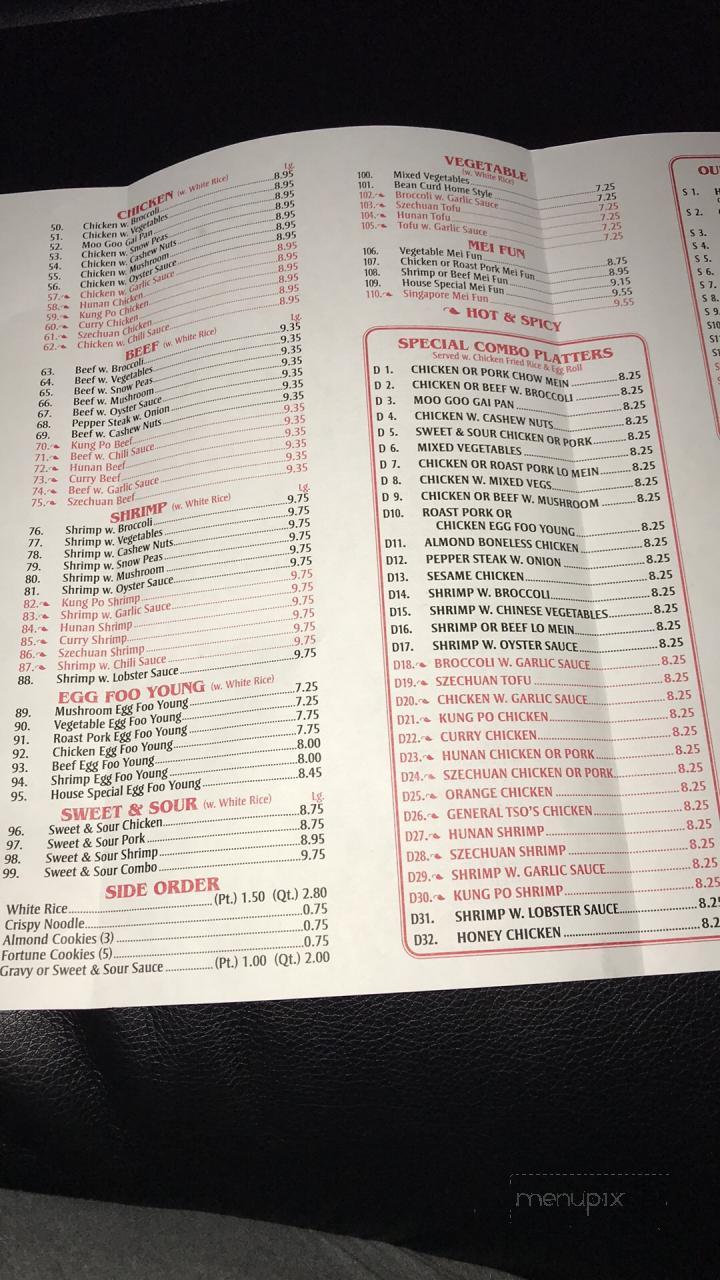 CHICKEN (w. White Rice) Lg.
50. Chicken w. Broccoli 8.95
51. Chicken w. Vegetables 8.95
52. Moo Goo Gai Pan 8.95
53. Chicken w. Snow Peas 8.95
54. Chicken w. Cashew Nuts 8.95
55. Chicken w. Mushroom 8.95
56. Chicken w. Oyster Sauce 8.95
57. Chicken w. Garlic Sauce 8.95
58. Hunan Chicken 8.95
59. Kung Po Chicken 8.95
60. Curry Chicken 8.95
61. Szechuan Chicken 8.95
62. Chicken w. Chili Sauce 8.95
BEEF (w. White Rice) Lg.
63. Beef w. Broccoli 9.35
64. Beef w. Vegetables 9.35
65. Beef w. Snow Peas 9.35
66. Beef w. Mushroom 9.35
67. Beef w. Oyster Sauce 9.35
68. Pepper Steak w. Onion 9.35
69. Beef w. Cashew Nuts 9.35
70. Kung Po Beef 9.35
71. Beef w. Chili Sauce 9.35
72. Hunan Beef 9.35
73. Curry Beef 9.35
74. Beef w. Garlic Sauce 9.35
75. Szechuan Beef 9.35
SHRIMP (w. White Rice) Lg.
76. Shrimp w. Broccoli 9.75
77. Shrimp w. Vegetables 9.75
78. Shrimp w. Cashew Nuts 9.75
79. Shrimp w. Snow Peas 9.75
80. Shrimp w. Mushroom 9.75
81. Shrimp w. Oyster Sauce 9.75
82. Kung Po Shrimp 9.75
83. Shrimp w. Garlic Sauce 9.75
84. Hunan Shrimp 9.75
85. Curry Shrimp 9.75
86. Szechuan Shrimp 9.75
87. Shrimp w. Chili Sauce 9.75
88. Shrimp w. Lobster Sauce 9.75
EGG FOO YOUNG (w. White Rice)
89. Mushroom Egg Foo Young 7.25
90. Vegetable Egg Foo Young 7.25
91. Roast Pork Egg Foo Young 7.75
92. Chicken Egg Foo Young 7.75
93. Beef Egg Foo Young 8.00
94. Shrimp Egg Foo Young 8.00
95. House Special Egg Foo Young 8.45
SWEET & SOUR (w. White Rice) Lg.
96. Sweet & Sour Chicken 8.75
97. Sweet & Sour Pork 8.75
98. Sweet & Sour Shrimp 8.95
99. Sweet & Sour Combo 9.75
SIDE ORDER
White Rice (Pt.) 1.50 (Qt.) 2.80
Crispy Noodle 0.75
Almond Cookies (3) 0.75
Fortune Cookies (5) 0.75
Gravy or Sweet & Sour Sauce (Pt.) 1.00 (Qt.) 2.00
VEGETABLE
(w. White Rice)
100. Mixed Vegetables 7.25
101. Bean Curd Home Style 7.25
102. Broccoli w. Garlic Sauce 7.25
103. Szechuan Tofu 7.25
104. Hunan Tofu 7.25
105. Tofu w. Garlic Sauce 7.25
MEI FUN
106. Vegetable Mei Fun 8.75
107. Chicken or Roast Pork Mei Fun 8.95
108. Shrimp or Beef Mei Fun 9.15
109. House Special Mei Fun 9.55
110. Singapore Mei Fun 9.55
HOT & SPICY
SPECIAL COMBO PLATTERS
Served w. Chicken Fried Rice & Egg Roll
D 1. CHICKEN OR PORK CHOW MEIN 8.25
D 2. CHICKEN OR BEEF W. BROCCOLI 8.25
D 3. MOO GOO GAI PAN 8.25
D 4. CHICKEN W. CASHEW NUTS 8.25
D 5. SWEET & SOUR CHICKEN OR PORK 8.25
D 6. MIXED VEGETABLES 8.25
D 7. CHICKEN OR ROAST PORK LO MEIN 8.25
D 8. CHICKEN W. MIXED VEGS. 8.25
D 9. CHICKEN OR BEEF W. MUSHROOM 8.25
D10. ROAST PORK OR
CHICKEN EGG FOO YOUNG 8.25
D11. ALMOND BONELESS CHICKEN 8.25
D12. PEPPER STEAK W. ONION 8.25
D13. SESAME CHICKEN 8.25
D14. SHRIMP W. BROCCOLI 8.25
D15. SHRIMP W. CHINESE VEGETABLES 8.25
D16. SHRIMP OR BEEF LO MEIN 8.25
D17. SHRIMP W. OYSTER SAUCE 8.25
D18. BROCCOLI W. GARLIC SAUCE 8.25
D19. SZECHUAN TOFU 8.25
D20. CHICKEN W. GARLIC SAUCE 8.25
D21. KUNG PO CHICKEN 8.25
D22. CURRY CHICKEN 8.25
D23. HUNAN CHICKEN OR PORK 8.25
D24. SZECHUAN CHICKEN OR PORK 8.25
D25. ORANGE CHICKEN 8.25
D26. GENERAL TSO'S CHICKEN 8.25
D27. HUNAN SHRIMP 8.25
D28. SZECHUAN SHRIMP 8.25
D29. SHRIMP W. GARLIC SAUCE 8.25
D30. KUNG PO SHRIMP 8.25
D31. SHRIMP W. LOBSTER SAUCE 8.25
D32. HONEY CHICKEN 8.2
OU
S 1. H
S 2.
S 3.
S 4.
S 5.
S 6.
S 7.
S 8.
S 9.
S10
menupix